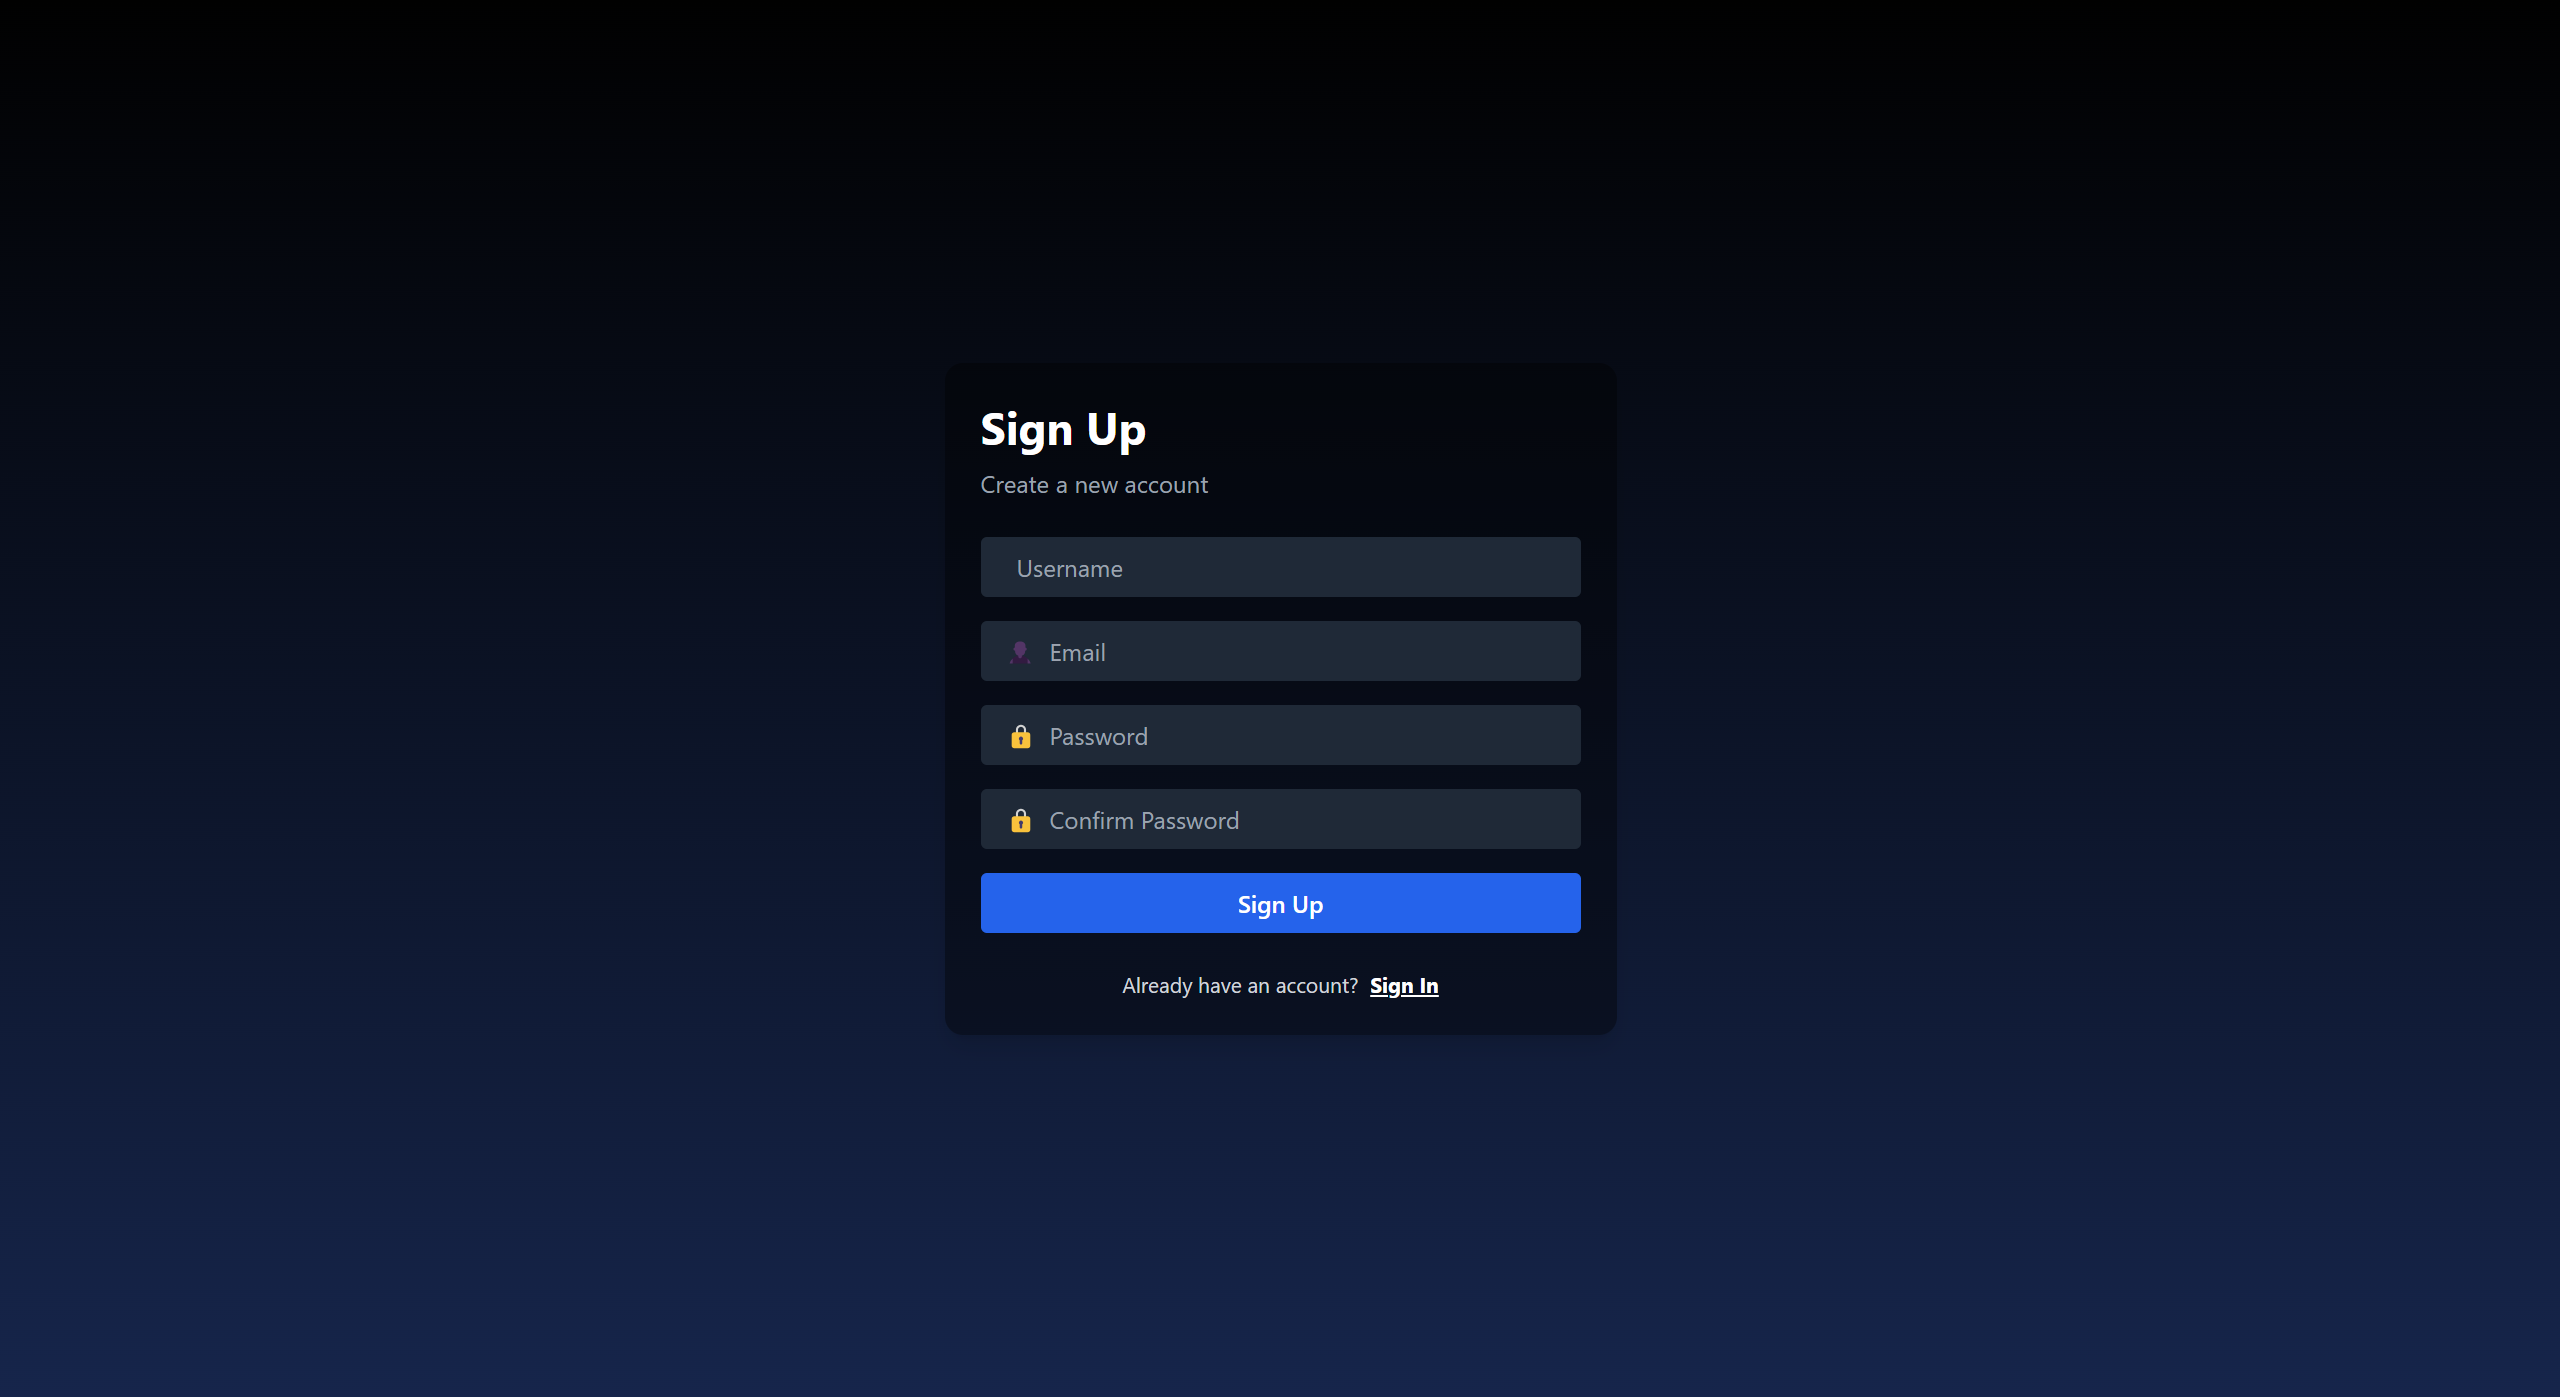 Sign Up
Create a new account
Username
Email
Password
Confirm Password
Sign Up
Already have an account? Sign In